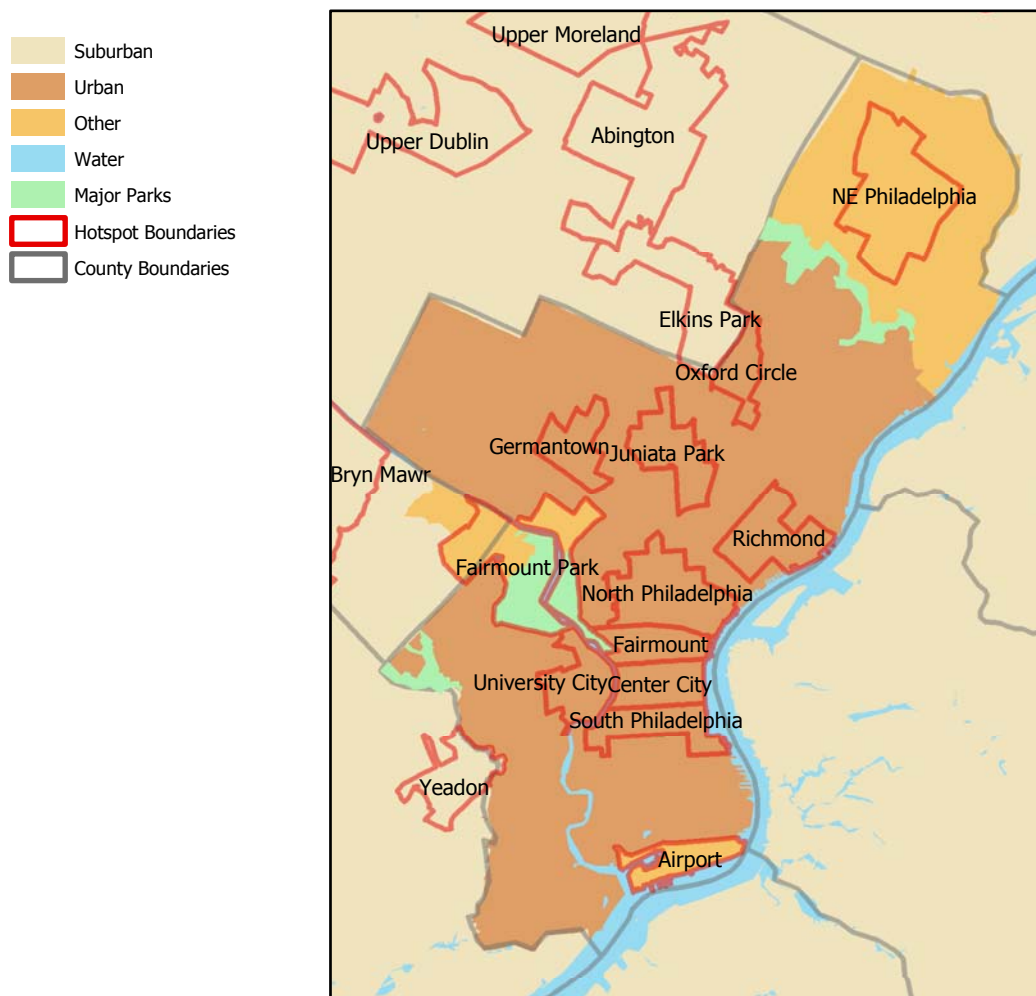 Suburban
Urban
Other
Water
Major Parks
Hotspot Boundaries
County Boundaries
Upper Moreland
Upper Dublin
Abington
NE Philadelphia
Elkins Park
Oxford Circle
Germantown
Juniata Park
Bryn Mawr
Richmond
Fairmount Park
North Philadelphia
Fairmount
University City
Center City
South Philadelphia
Yeadon
Airport